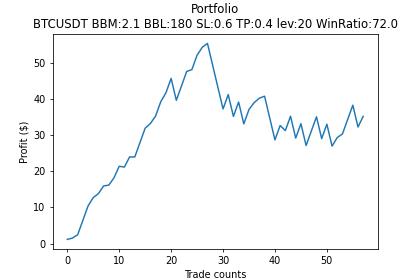 Portfolio
BTCUSDT BBM:2.1 BBL:180 SL:0.6 TP:0.4 lev:20 WinRatio:72.0
Profit ($)
50
40
30
20
10
0
0 10 20 30 40 50
Trade counts